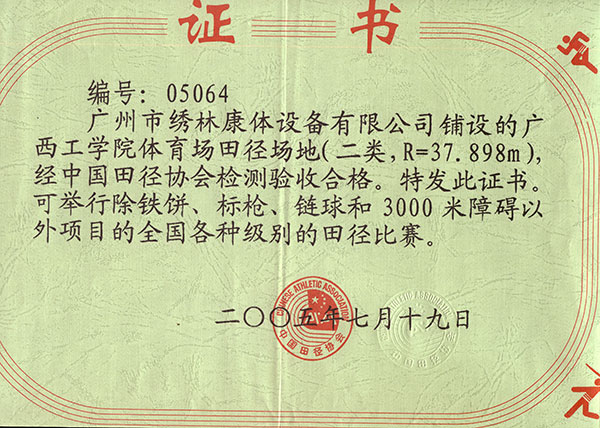 证书
编号：05064
广州市绣林康体设备有限公司铺设的广
西工学院体育场田径场地(二类,R=37.898m),
经中国田径协会检测验收合格。特发此证书。
可举行除铁饼、标枪、链球和3000米障碍以
外项目的全国各种级别的田径比赛。
CHINESE ATHLETIC ASSOCIATION
中国田径协会
二〇〇五年七月十九日